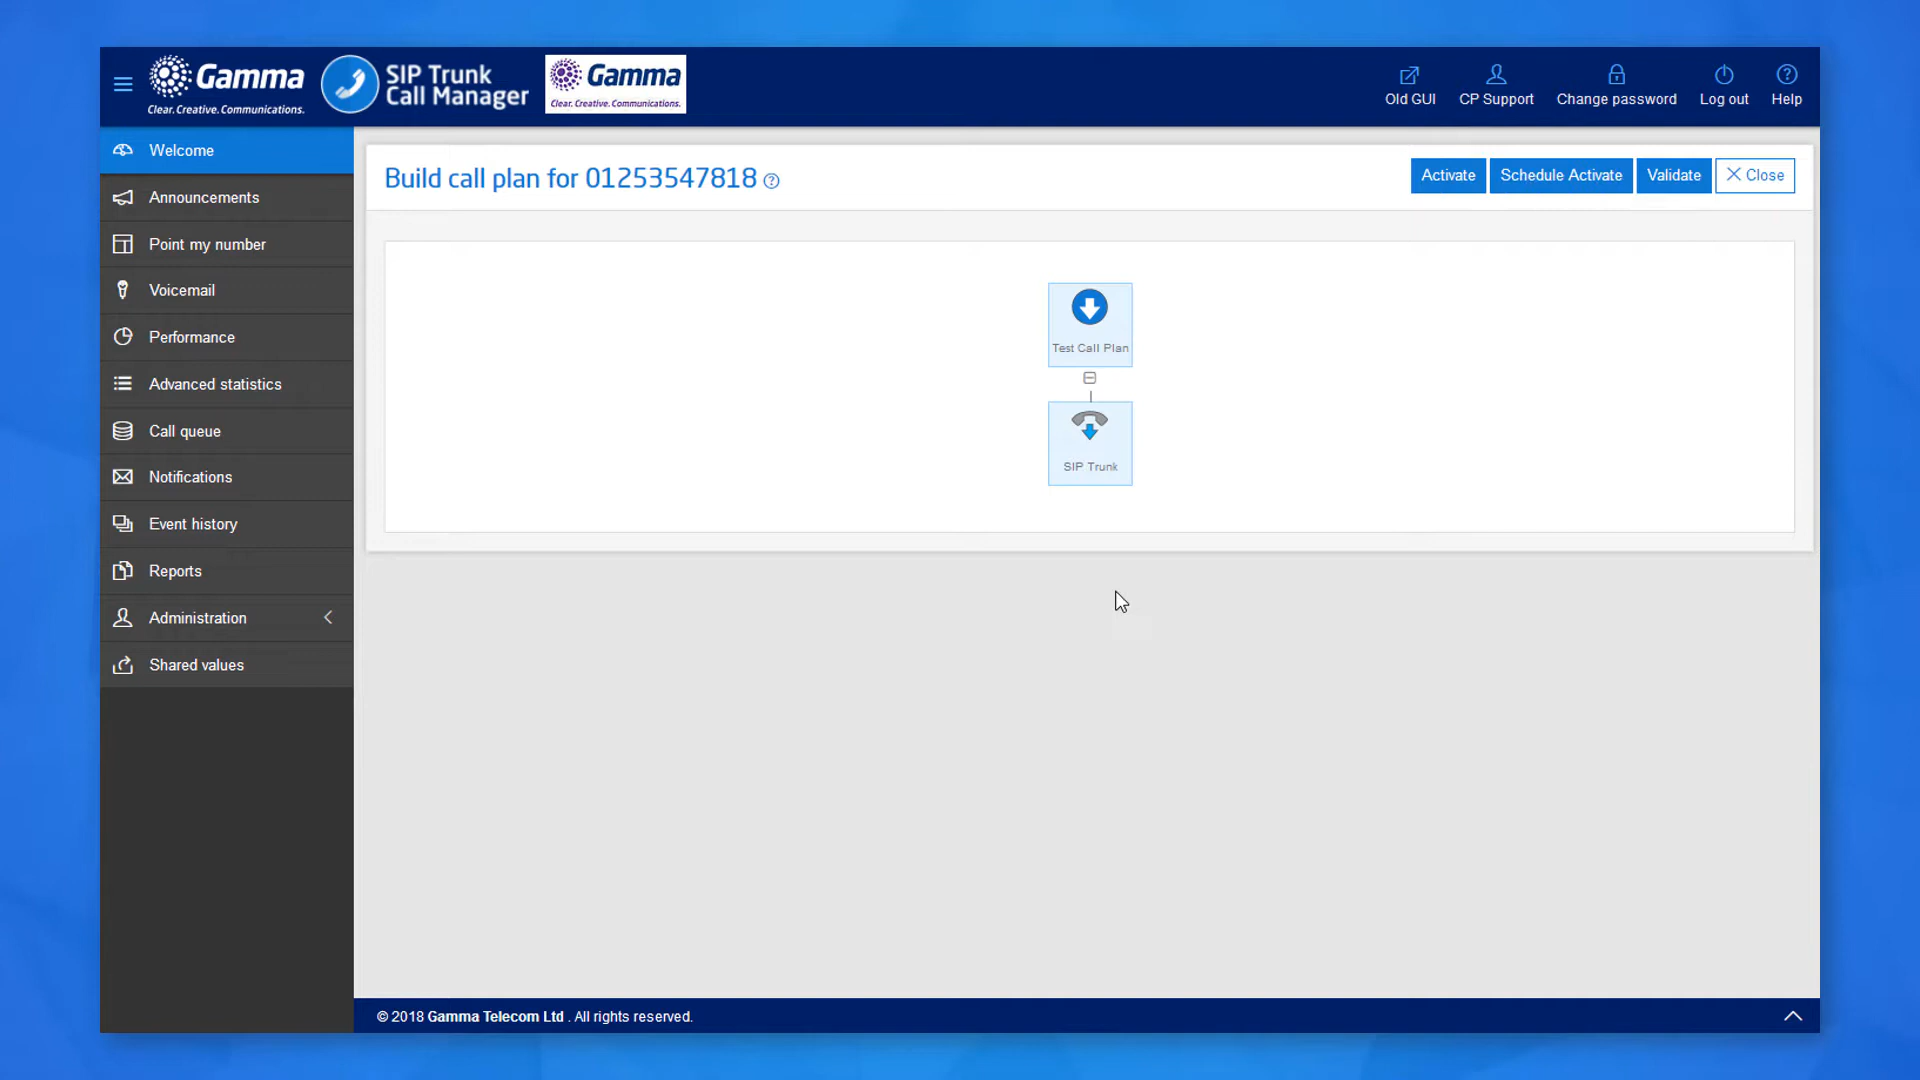 Gamma
Clear. Creative. Communications.
SIP Trunk
Call Manager
Gamma
Clear. Creative. Communications.
Old GUI
CP Support
Change password
Log out
Help
Welcome
Announcements
Point my number
Voicemail
Performance
Advanced statistics
Call queue
Notifications
Event history
Reports
Administration
Shared values
Build call plan for 01253547818
Activate
Schedule Activate
Validate
Close
Test Call Plan
SIP Trunk
© 2018 Gamma Telecom Ltd . All rights reserved.